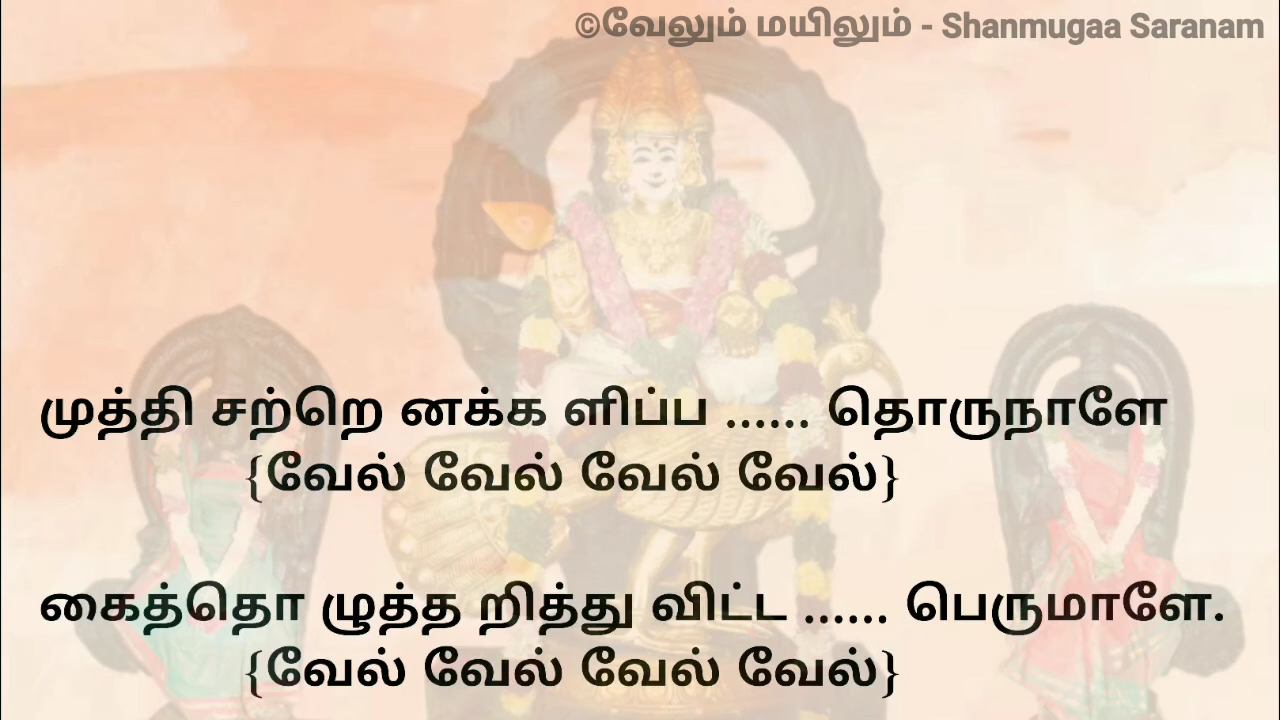 ©வேலும் மயிலும் - Shanmugaa Saranam
முத்தி சற்றெ னக்க ளிப்ப ...... தொருநாளே
{வேல் வேல் வேல் வேல்}
கைத்தொ ழுத்த றித்து விட்ட ...... பெருமாளே.
{வேல் வேல் வேல் வேல்}